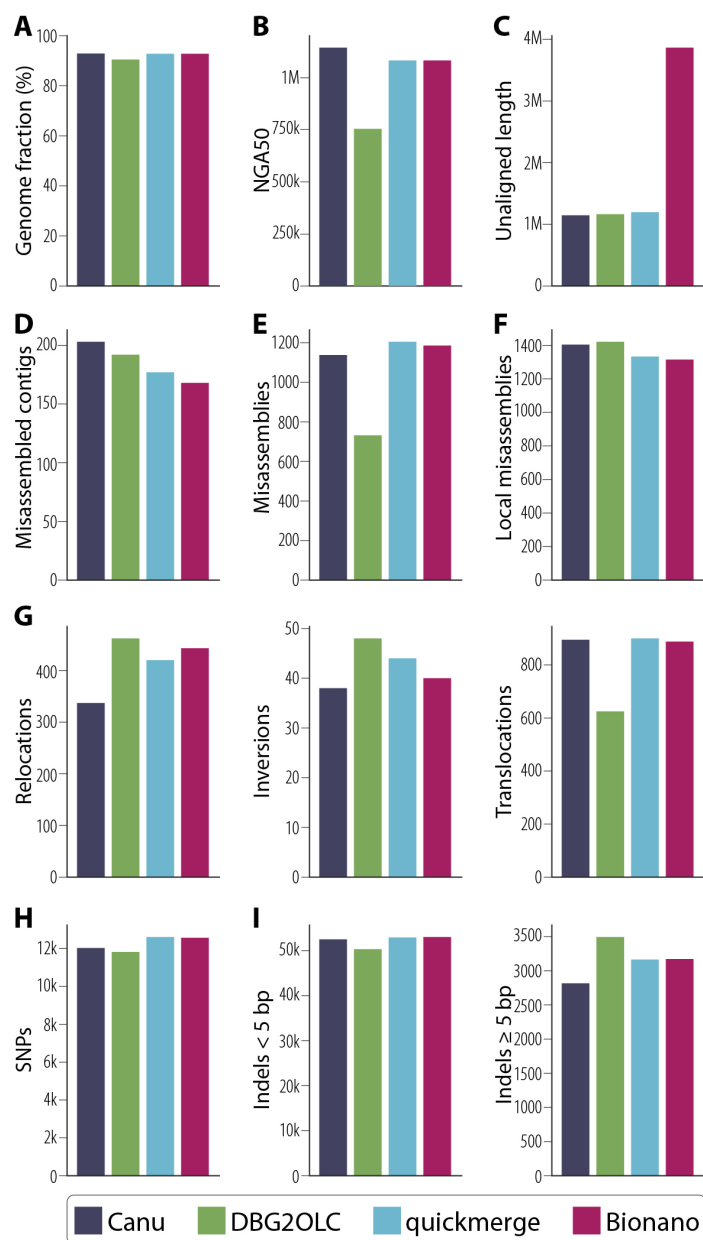 A
Genome fraction (%)
100
80
60
40
20
0
B
NGA50
1M
750k
500k
250k
0
C
Unaligned length
4M
3M
2M
1M
0
D
Misassembled contigs
200
150
100
50
0
E
Misassemblies
1200
1000
800
600
400
200
0
F
Local misassemblies
1400
1200
1000
800
600
400
200
0
G
Relocations
400
300
200
100
0
Inversions
50
40
30
20
10
0
Translocations
800
600
400
200
0
H
SNPs
12k
10k
8k
6k
4k
2k
0
I
Indels < 5 bp
50k
40k
30k
20k
10k
0
Indels ≥ 5 bp
3500
3000
2500
2000
1500
1000
500
0
Canu DBG2OLC quickmerge Bionano